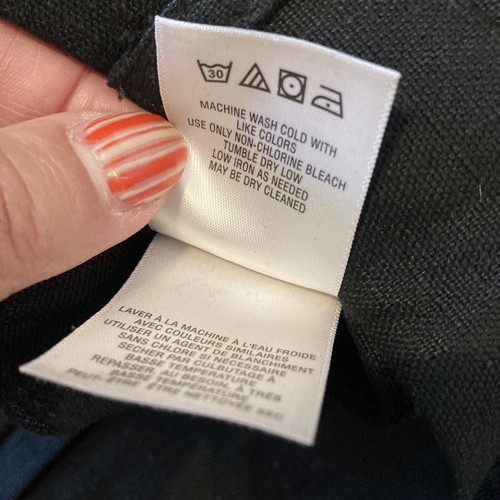 30
MACHINE WASH COLD WITH
LIKE COLORS
USE ONLY NON-CHLORINE BLEACH
TUMBLE DRY LOW
LOW IRON AS NEEDED
MAY BE DRY CLEANED
LAVER À LA MACHINE À L'EAU FROIDE
AVEC COULEURS SIMILAIRES
UTILISER UN AGENT DE BLANCHIMENT
SANS CHLORE SI NÉCESSAIRE
SECHER PAR CULBUTAGE À
BASSE TEMPÉRATURE
REPASSER, AU BESOIN, À TRÈS
BASSE TEMPÉRATURE
PEUT-ÊTRE ÊTRE NETTOYÉE SEC